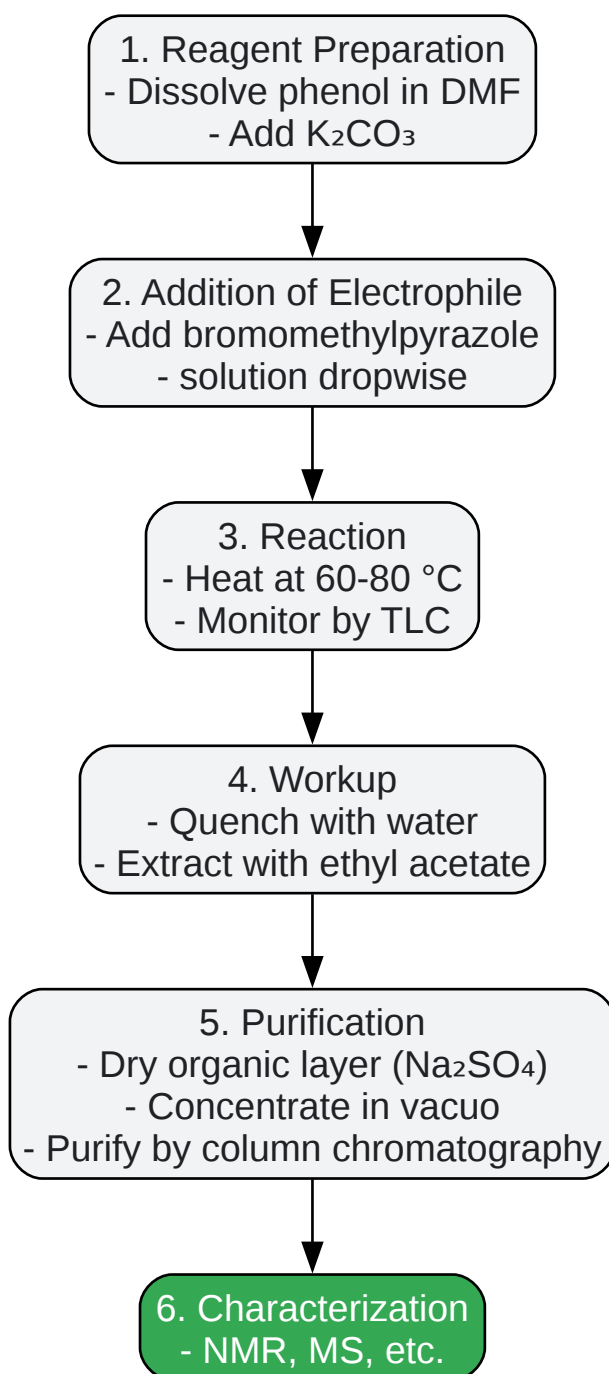 1. Reagent Preparation
- Dissolve phenol in DMF
- Add K₂CO₃
2. Addition of Electrophile
- Add bromomethylpyrazole
- solution dropwise
3. Reaction
- Heat at 60-80 °C
- Monitor by TLC
4. Workup
- Quench with water
- Extract with ethyl acetate
5. Purification
- Dry organic layer (Na₂SO₄)
- Concentrate in vacuo
- Purify by column chromatography
6. Characterization
- NMR, MS, etc.